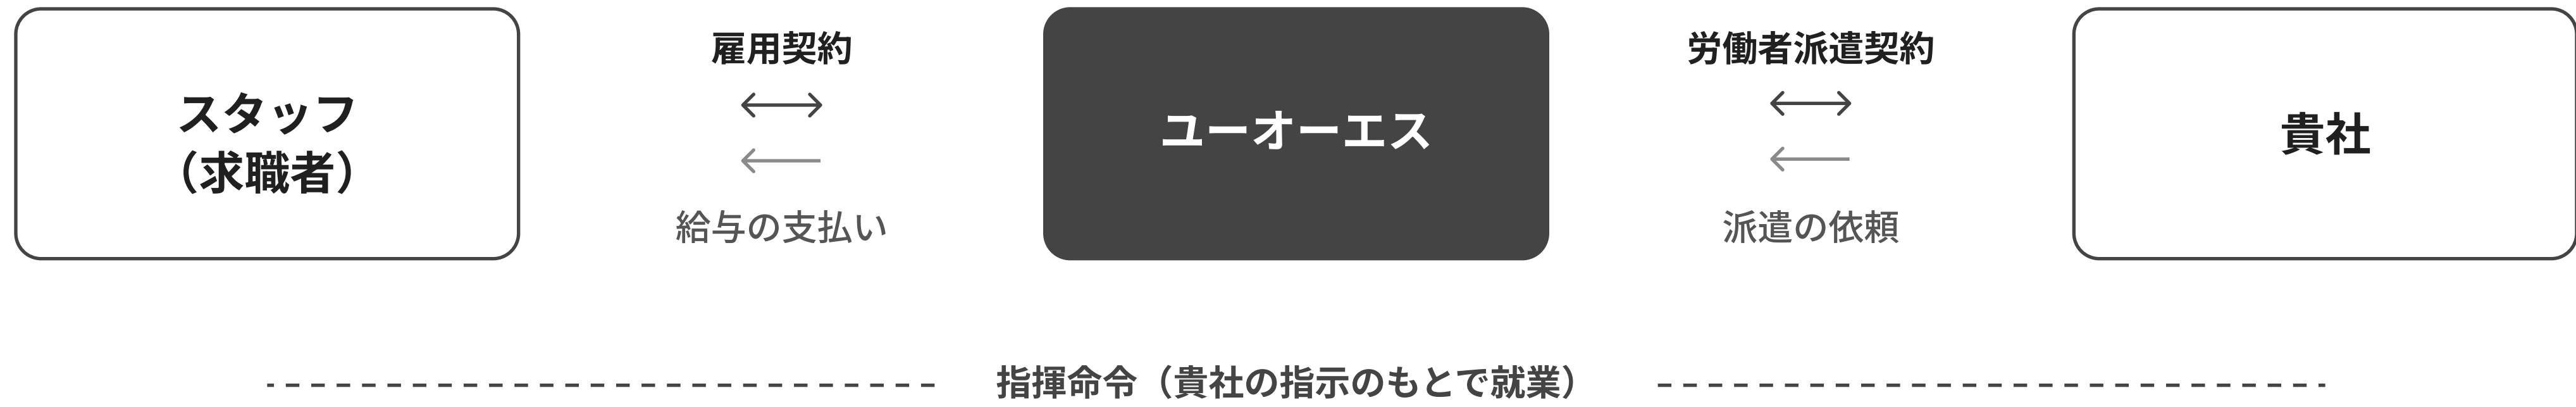 スタッフ
（求職者）
雇用契約
給与の支払い
ユーオーエス
労働者派遣契約
派遣の依頼
貴社
指揮命令（貴社の指示のもとで就業）